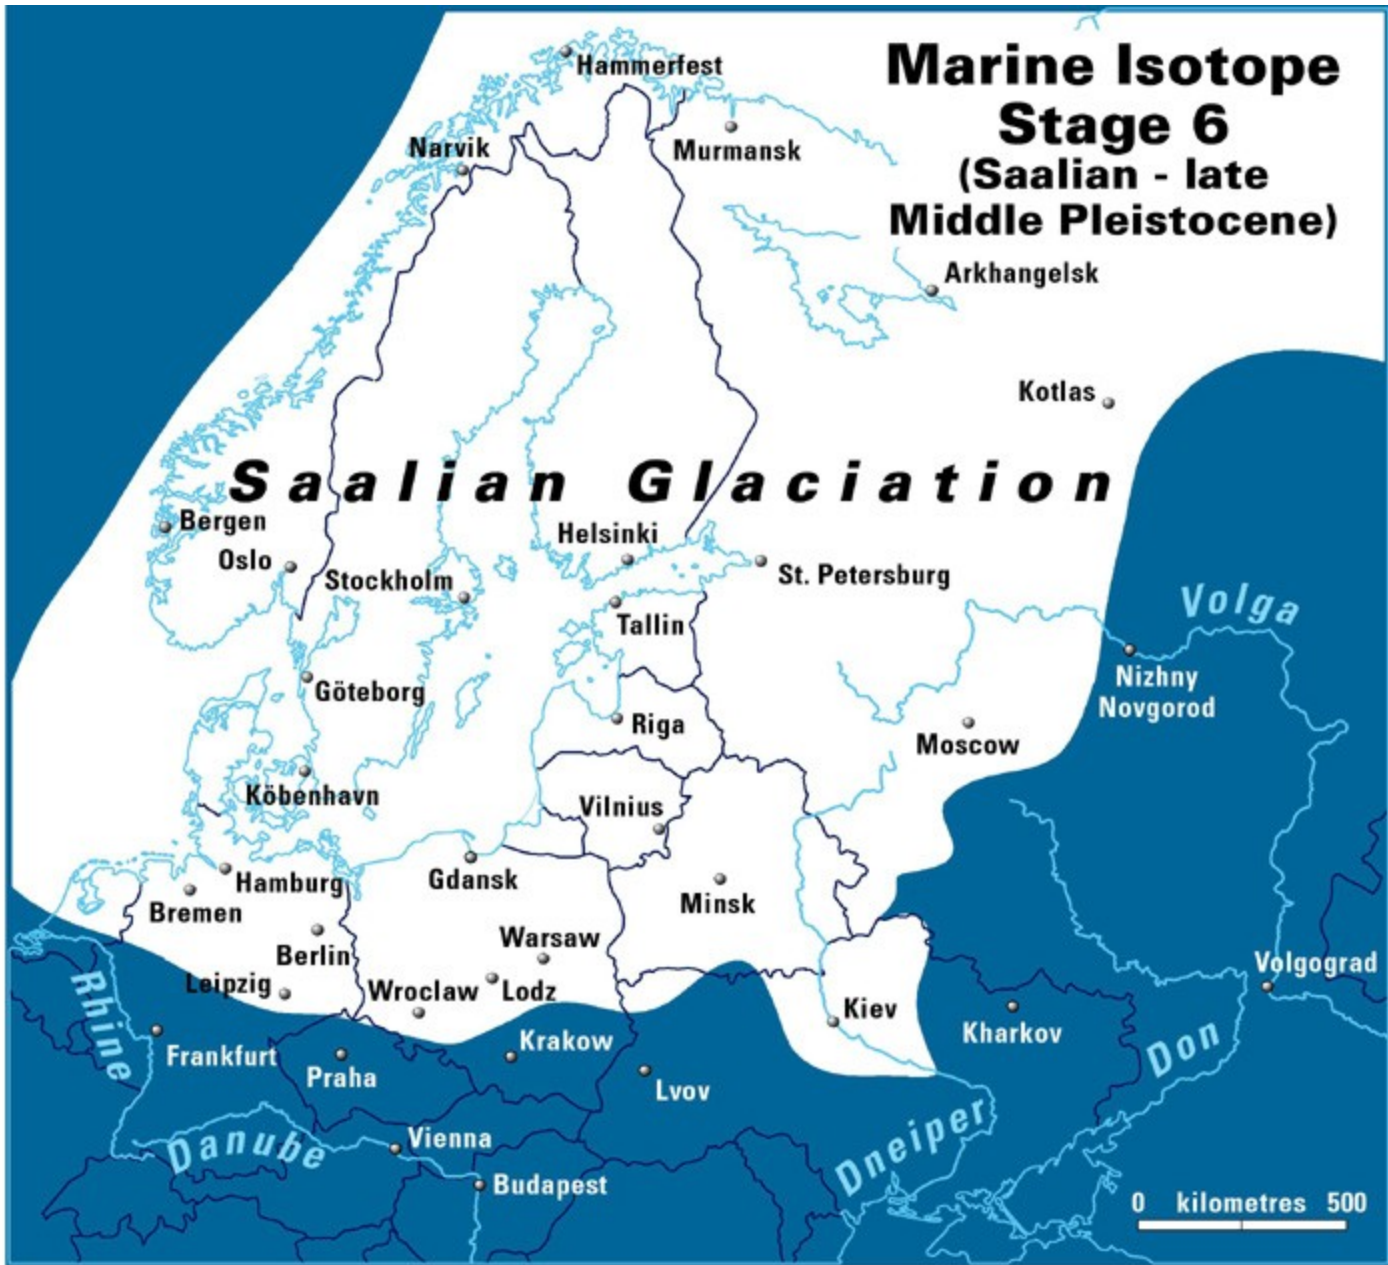 Marine Isotope
Stage 6
(Saalian - late
Middle Pleistocene)
Hammerfest
Narvik
Murmansk
Arkhangelsk
Kotlas
Saalian Glaciation
Bergen
Oslo
Stockholm
Helsinki
St. Petersburg
Tallin
Volga
Göteborg
Riga
Nizhny
Novgorod
Moscow
Köbenhavn
Vilnius
Hamburg
Gdansk
Bremen
Minsk
Berlin
Warsaw
Volgograd
Leipzig
Wroclaw
Lodz
Rhine
Kiev
Kharkov
Don
Frankfurt
Praha
Krakow
Lvov
Danube
Vienna
Dneiper
Budapest
0 kilometres 500